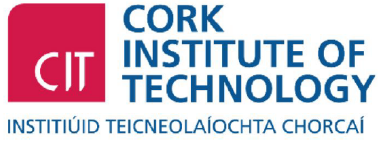 CIT
CORK
INSTITUTE OF
TECHNOLOGY
INSTITIÚID TEICNEOLAÍOCHTA CHORCAÍ